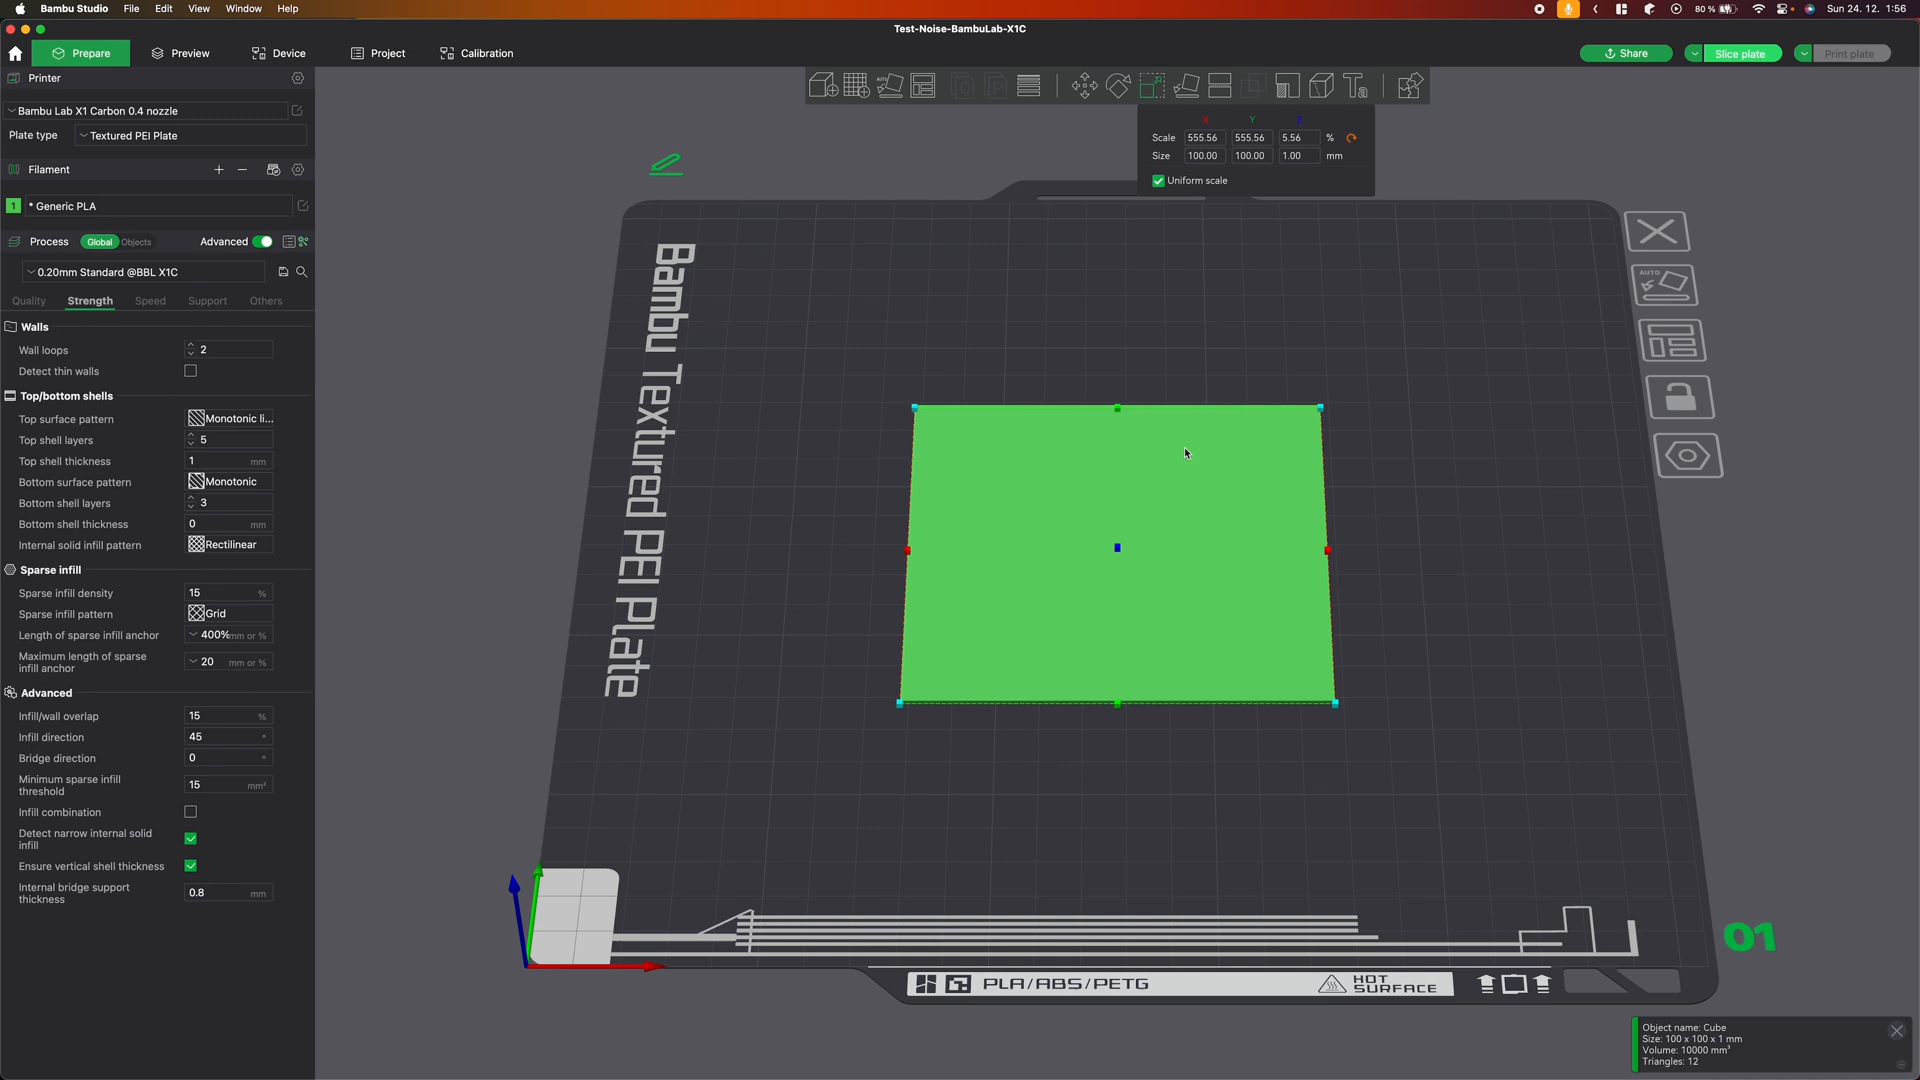 Bambu Studio File Edit View Window Help
80 % Sun 24. 12. 1:56
Test-Noise-BambuLab-X1C
Prepare Preview Device Project Calibration
Share Slice plate Print plate
Printer
Bambu Lab X1 Carbon 0.4 nozzle
Plate type Textured PEI Plate
Filament
1 * Generic PLA
Process Global Objects Advanced
0.20mm Standard @BBL X1C
Quality Strength Speed Support Others
Walls
Wall loops 2
Detect thin walls
Top/bottom shells
Top surface pattern Monotonic li...
Top shell layers 5
Top shell thickness 1 mm
Bottom surface pattern Monotonic
Bottom shell layers 3
Bottom shell thickness 0 mm
Internal solid infill pattern Rectilinear
Sparse infill
Sparse infill density 15 %
Sparse infill pattern Grid
Length of sparse infill anchor 400% mm or %
Maximum length of sparse
infill anchor 20 mm or %
Advanced
Infill/wall overlap 15 %
Infill direction 45 °
Bridge direction 0 °
Minimum sparse infill
threshold 15 mm²
Infill combination
Detect narrow internal solid
infill
Ensure vertical shell thickness
Internal bridge support
thickness 0.8 mm
AUTO
X Y Z
Scale 555.56 555.56 5.56 %
Size 100.00 100.00 1.00 mm
Uniform scale
Bambu Textured PEI Plate
AUTO
01
PLA/ABS/PETG
HOT
SURFACE
Object name: Cube
Size: 100 x 100 x 1 mm
Volume: 10000 mm³
Triangles: 12